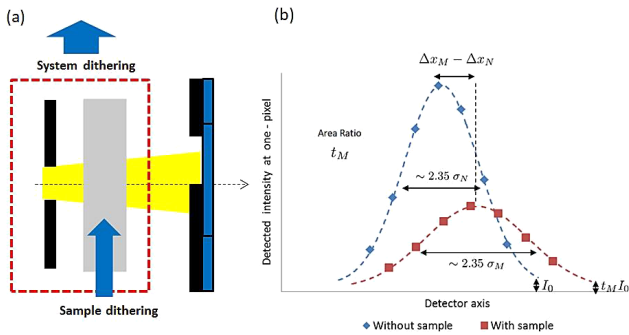 (a)
System dithering
Sample dithering
(b)
Δx_M − Δx_N
Area Ratio
t_M
~ 2.35 σ_N
~ 2.35 σ_M
I_0
t_M I_0
Detected intensity at one - pixel
Detector axis
Without sample
With sample